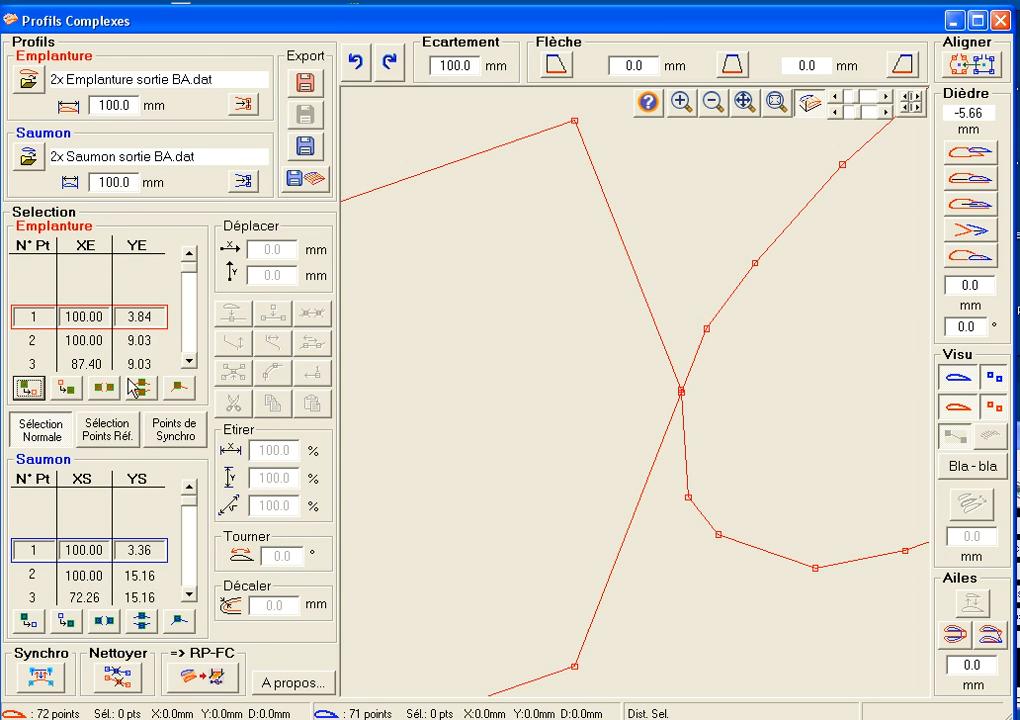 Profils Complexes
Profils
Emplanture
2x Emplanture sortie BA.dat
100.0 mm
Saumon
2x Saumon sortie BA.dat
100.0 mm
Export
Ecartement
100.0 mm
Flèche
0.0 mm
0.0 mm
Aligner
Dièdre
-5.66
mm
0.0
mm
0.0 °
Selection
Emplanture
N° Pt XE YE
1 100.00 3.84
2 100.00 9.03
3 87.40 9.03
Sélection Normale
Sélection Points Réf.
Points de Synchro
Saumon
N° Pt XS YS
1 100.00 3.36
2 100.00 15.16
3 72.26 15.16
Déplacer
X 0.0 mm
Y 0.0 mm
Etirer
X 100.0 %
Y 100.0 %
100.0 %
Tourner
0.0 °
Décaler
0.0 mm
Visu
Bla - bla
0.0
mm
Ailes
0.0
mm
Synchro
Nettoyer
=> RP-FC
A propos...
: 72 points Sél.: 0 pts X:0.0mm Y:0.0mm D:0.0mm
: 71 points Sél.: 0 pts X:0.0mm Y:0.0mm D:0.0mm
Dist. Sel.